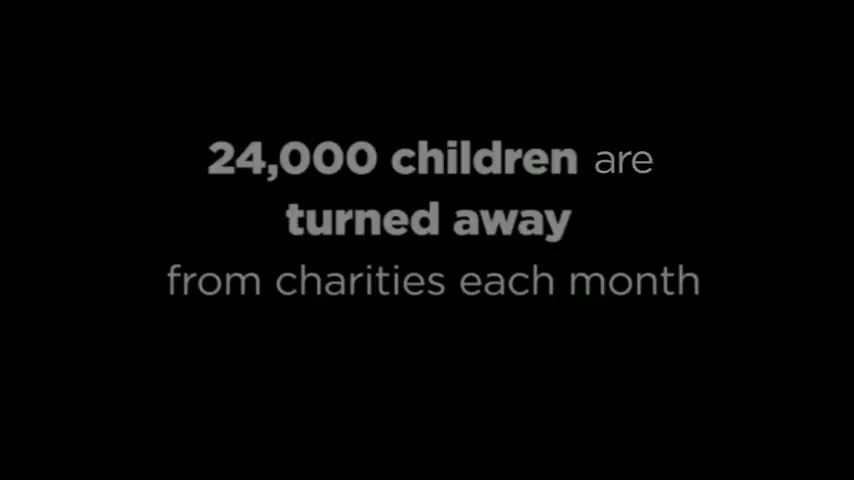 24,000 children are
turned away
from charities each month